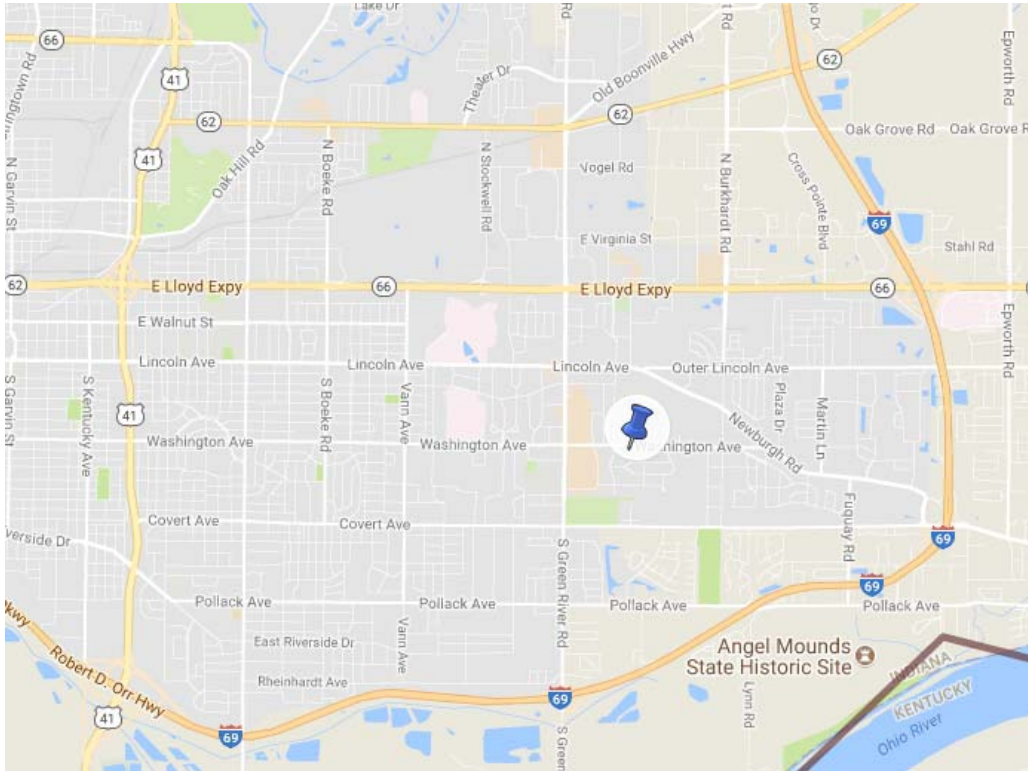 Lake Dr
66
Rd
62
41
Theater Dr
Old Boonville Hwy
Epworth Rd
62
62
Oak Grove Rd
Oak Grove R
41
N Garvin St
Oak Hill Rd
N Boeke Rd
N Stockwell Rd
Vogel Rd
N Burkhardt Rd
Cross Pointe Blvd
69
E Virginia St
Stahl Rd
62
E Lloyd Expy
66
E Lloyd Expy
66
E Walnut St
Epworth Rd
Lincoln Ave
Lincoln Ave
Lincoln Ave
Outer Lincoln Ave
S Garvin St
S Kentucky Ave
41
S Boeke Rd
Vann Ave
Plaza Dr
Martin Ln
Newburgh Rd
Washington Ave
Washington Ave
Washington Ave
Covert Ave
Covert Ave
Fuquay Rd
69
S Green River Rd
69
Pollack Ave
Pollack Ave
Pollack Ave
Pollack Ave
East Riverside Dr
Vann Ave
Angel Mounds
State Historic Site
Robert D. Orr Hwy
Rheinhardt Ave
Lynn Rd
INDIANA
KENTUCKY
Ohio River
41
69
69
S Green